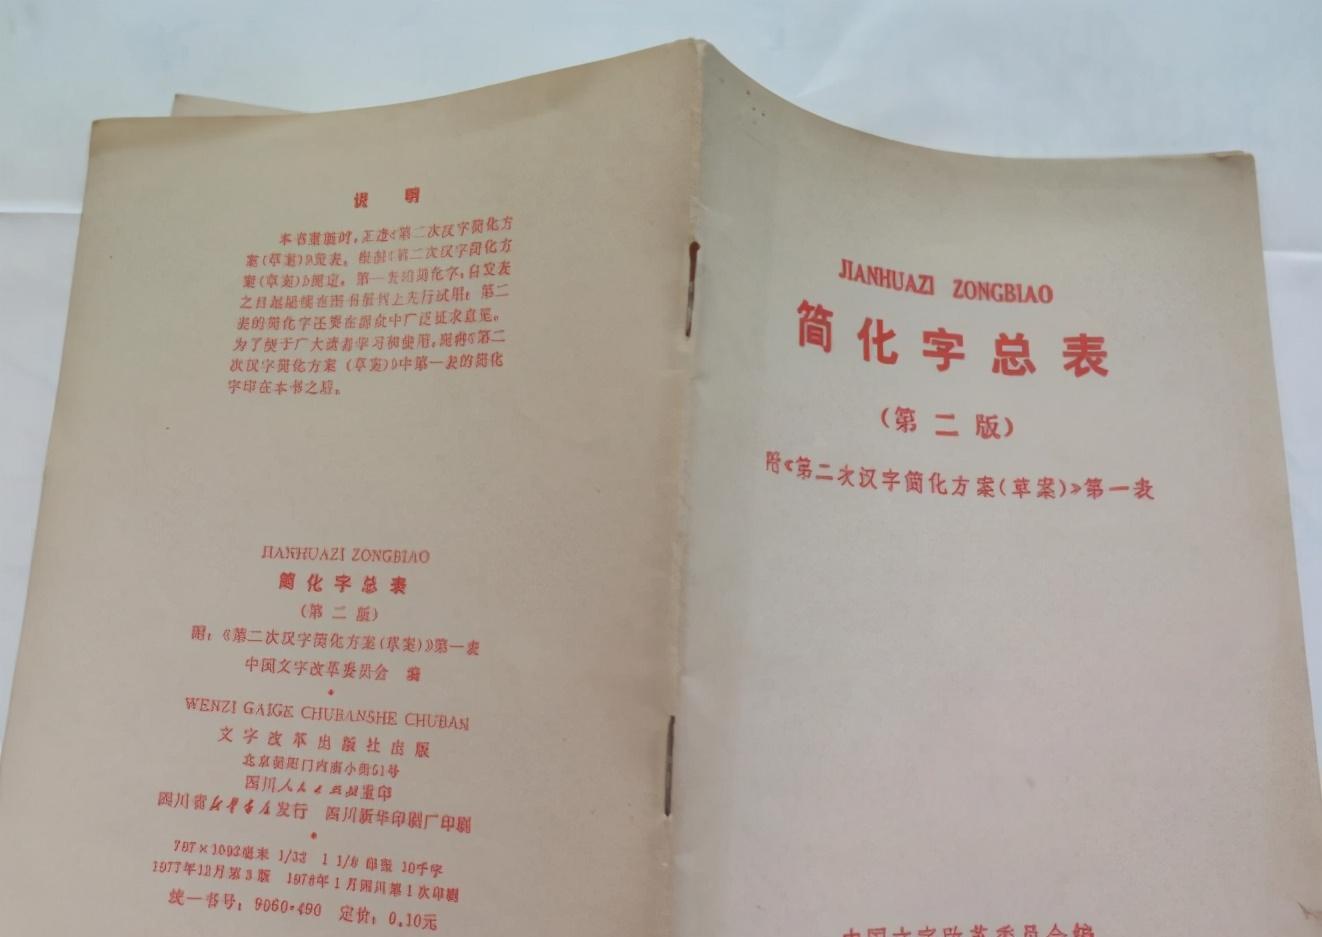 说 明
本书重版时，正逢《第二次汉字简化方
案（草案）》发表。根据《第二次汉字简化方
案（草案）》规定，第一表的简化字，自发表
之日起即在图书报刊上先行试用；第二
表的简化字还要在群众中广泛征求意见。
为了便于广大读者学习和使用，现将《第二
次汉字简化方案（草案）》中第一表的简化
字印在本书之后。
JIANHUAZI ZONGBIAO
简化字总表
（第二版）
附：《第二次汉字简化方案（草案）》第一表
中国文字改革委员会 编
WENZI GAIGE CHUBANSHE CHUBAN
文字改革出版社出版
北京朝阳门内南小街51号
四川人民出版社重印
四川省新华书店发行 四川新华印刷厂印刷
787×1092毫米 1/32 1 1/8 印张 10千字
1977年12月第3版 1978年1月四川第1次印刷
统一书号：9060·490 定价：0.10元
JIANHUAZI ZONGBIAO
简化字总表
（第二版）
附《第二次汉字简化方案（草案）》第一表
中国文字改革委员会编